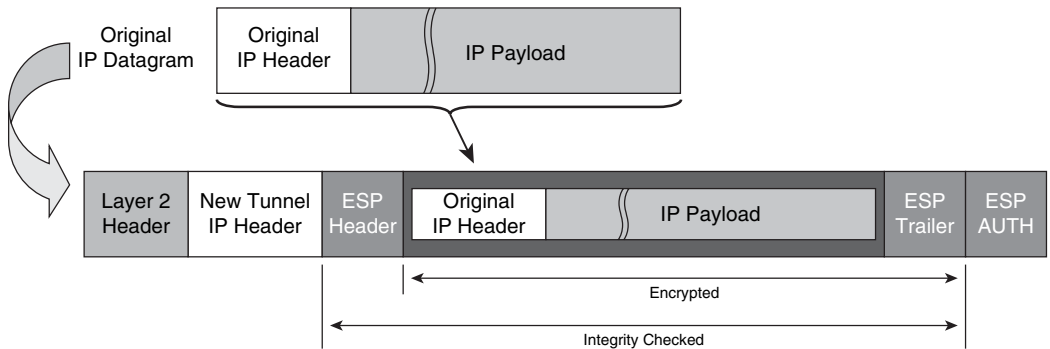 Original
IP Datagram
Original
IP Header
IP Payload
Layer 2
Header
New Tunnel
IP Header
ESP
Header
Original
IP Header
IP Payload
ESP
Trailer
ESP
AUTH
Encrypted
Integrity Checked